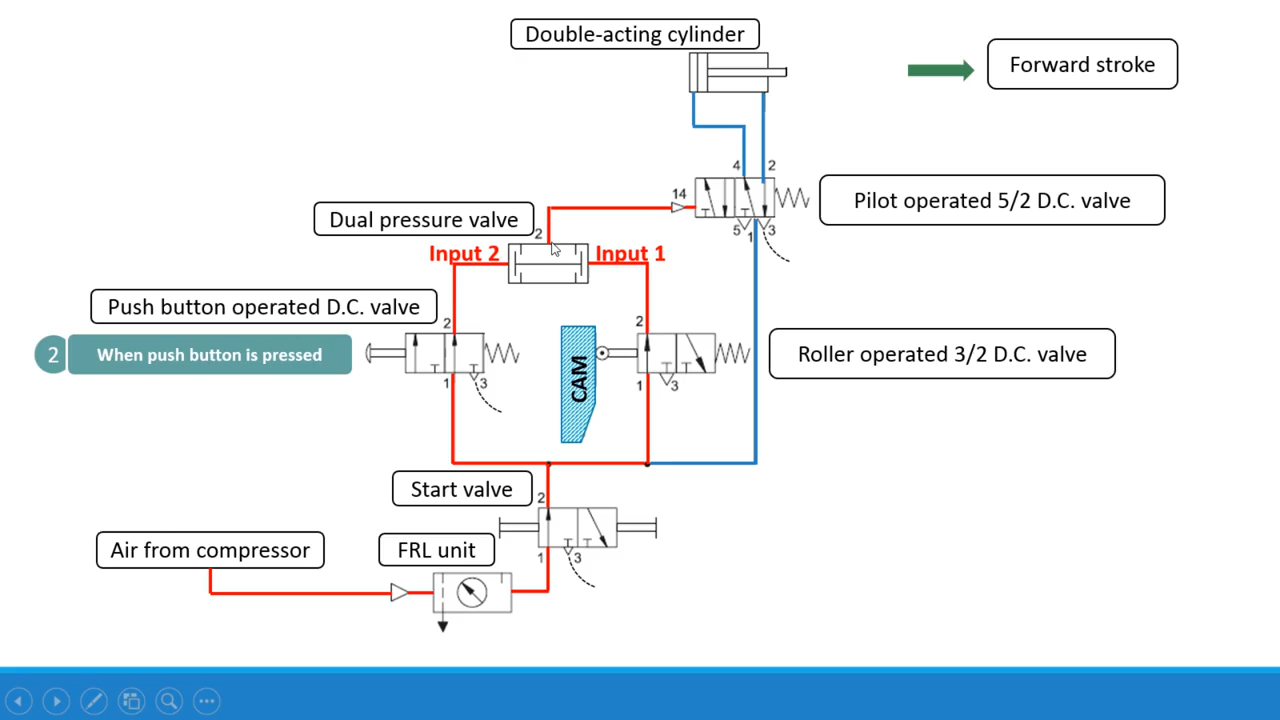 Double-acting cylinder
Forward stroke
4 2
14
Pilot operated 5/2 D.C. valve
5 1 3
Dual pressure valve
2
Input 2
Input 1
Push button operated D.C. valve
2
2
2 When push button is pressed
CAM
Roller operated 3/2 D.C. valve
1 3
1 3
Start valve
2
Air from compressor
FRL unit
1 3